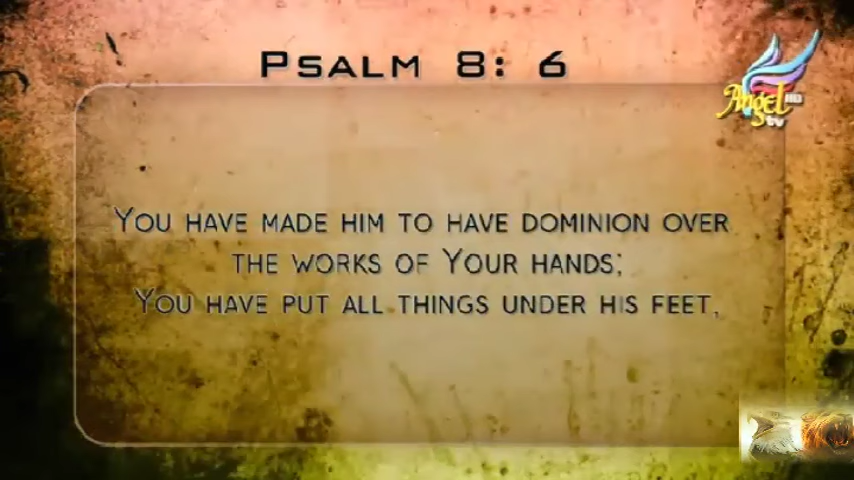 PSALM 8: 6
Angel HD
tv
YOU HAVE MADE HIM TO HAVE DOMINION OVER
THE WORKS OF YOUR HANDS;
YOU HAVE PUT ALL THINGS UNDER HIS FEET,